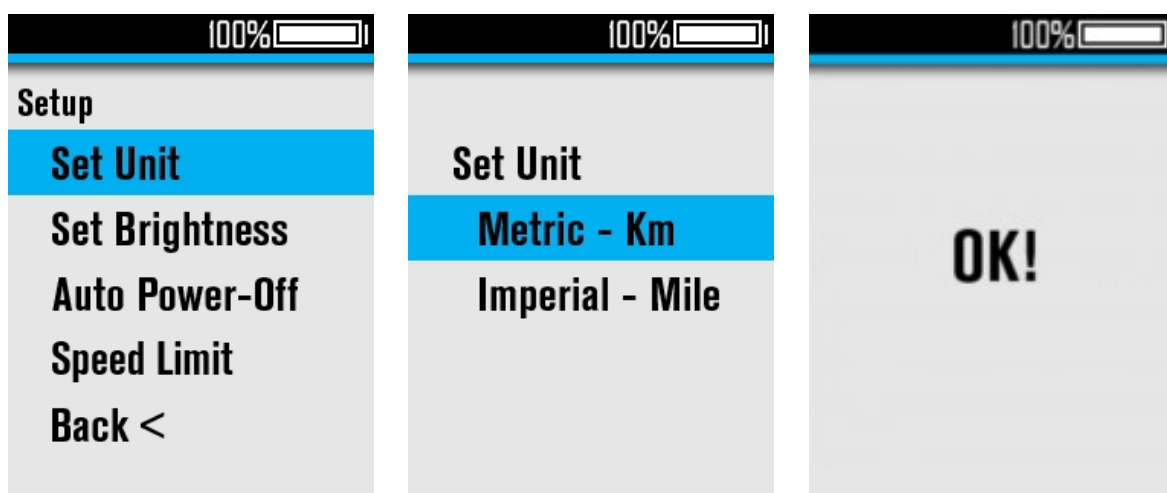 100%
Setup
Set Unit
Set Brightness
Auto Power-Off
Speed Limit
Back <
100%
Set Unit
Metric - Km
Imperial - Mile
100%
OK!